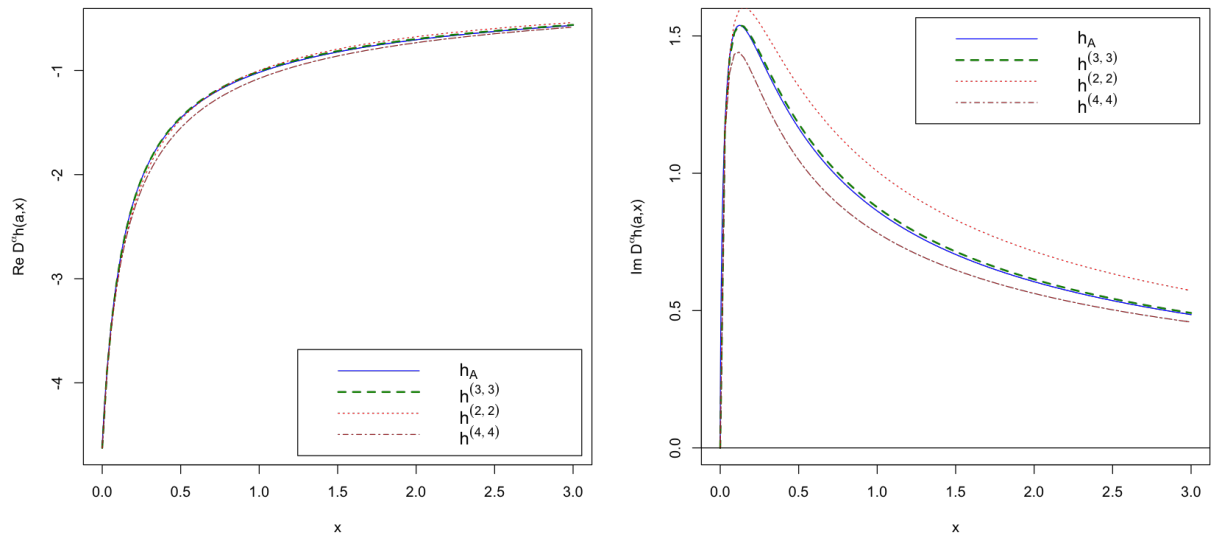 Re D^αh(a,x)
-1
-2
-3
-4
0.0 0.5 1.0 1.5 2.0 2.5 3.0
x
h_A
h^(3, 3)
h^(2, 2)
h^(4, 4)
Im D^αh(a,x)
1.5
1.0
0.5
0.0
0.0 0.5 1.0 1.5 2.0 2.5 3.0
x
h_A
h^(3, 3)
h^(2, 2)
h^(4, 4)